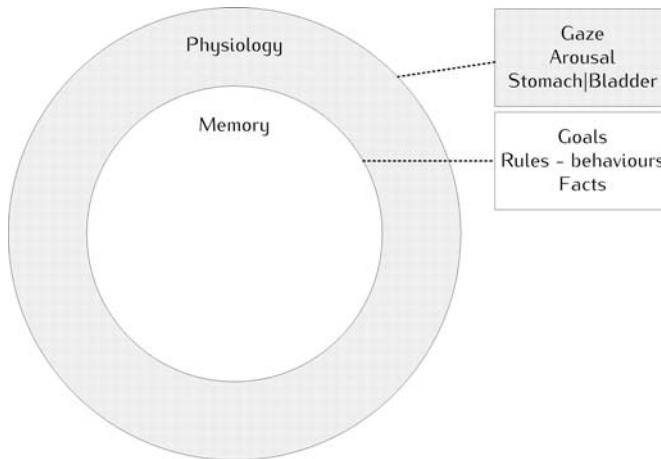 Physiology
Memory
Gaze
Arousal
Stomach|Bladder
Goals
Rules - behaviours
Facts